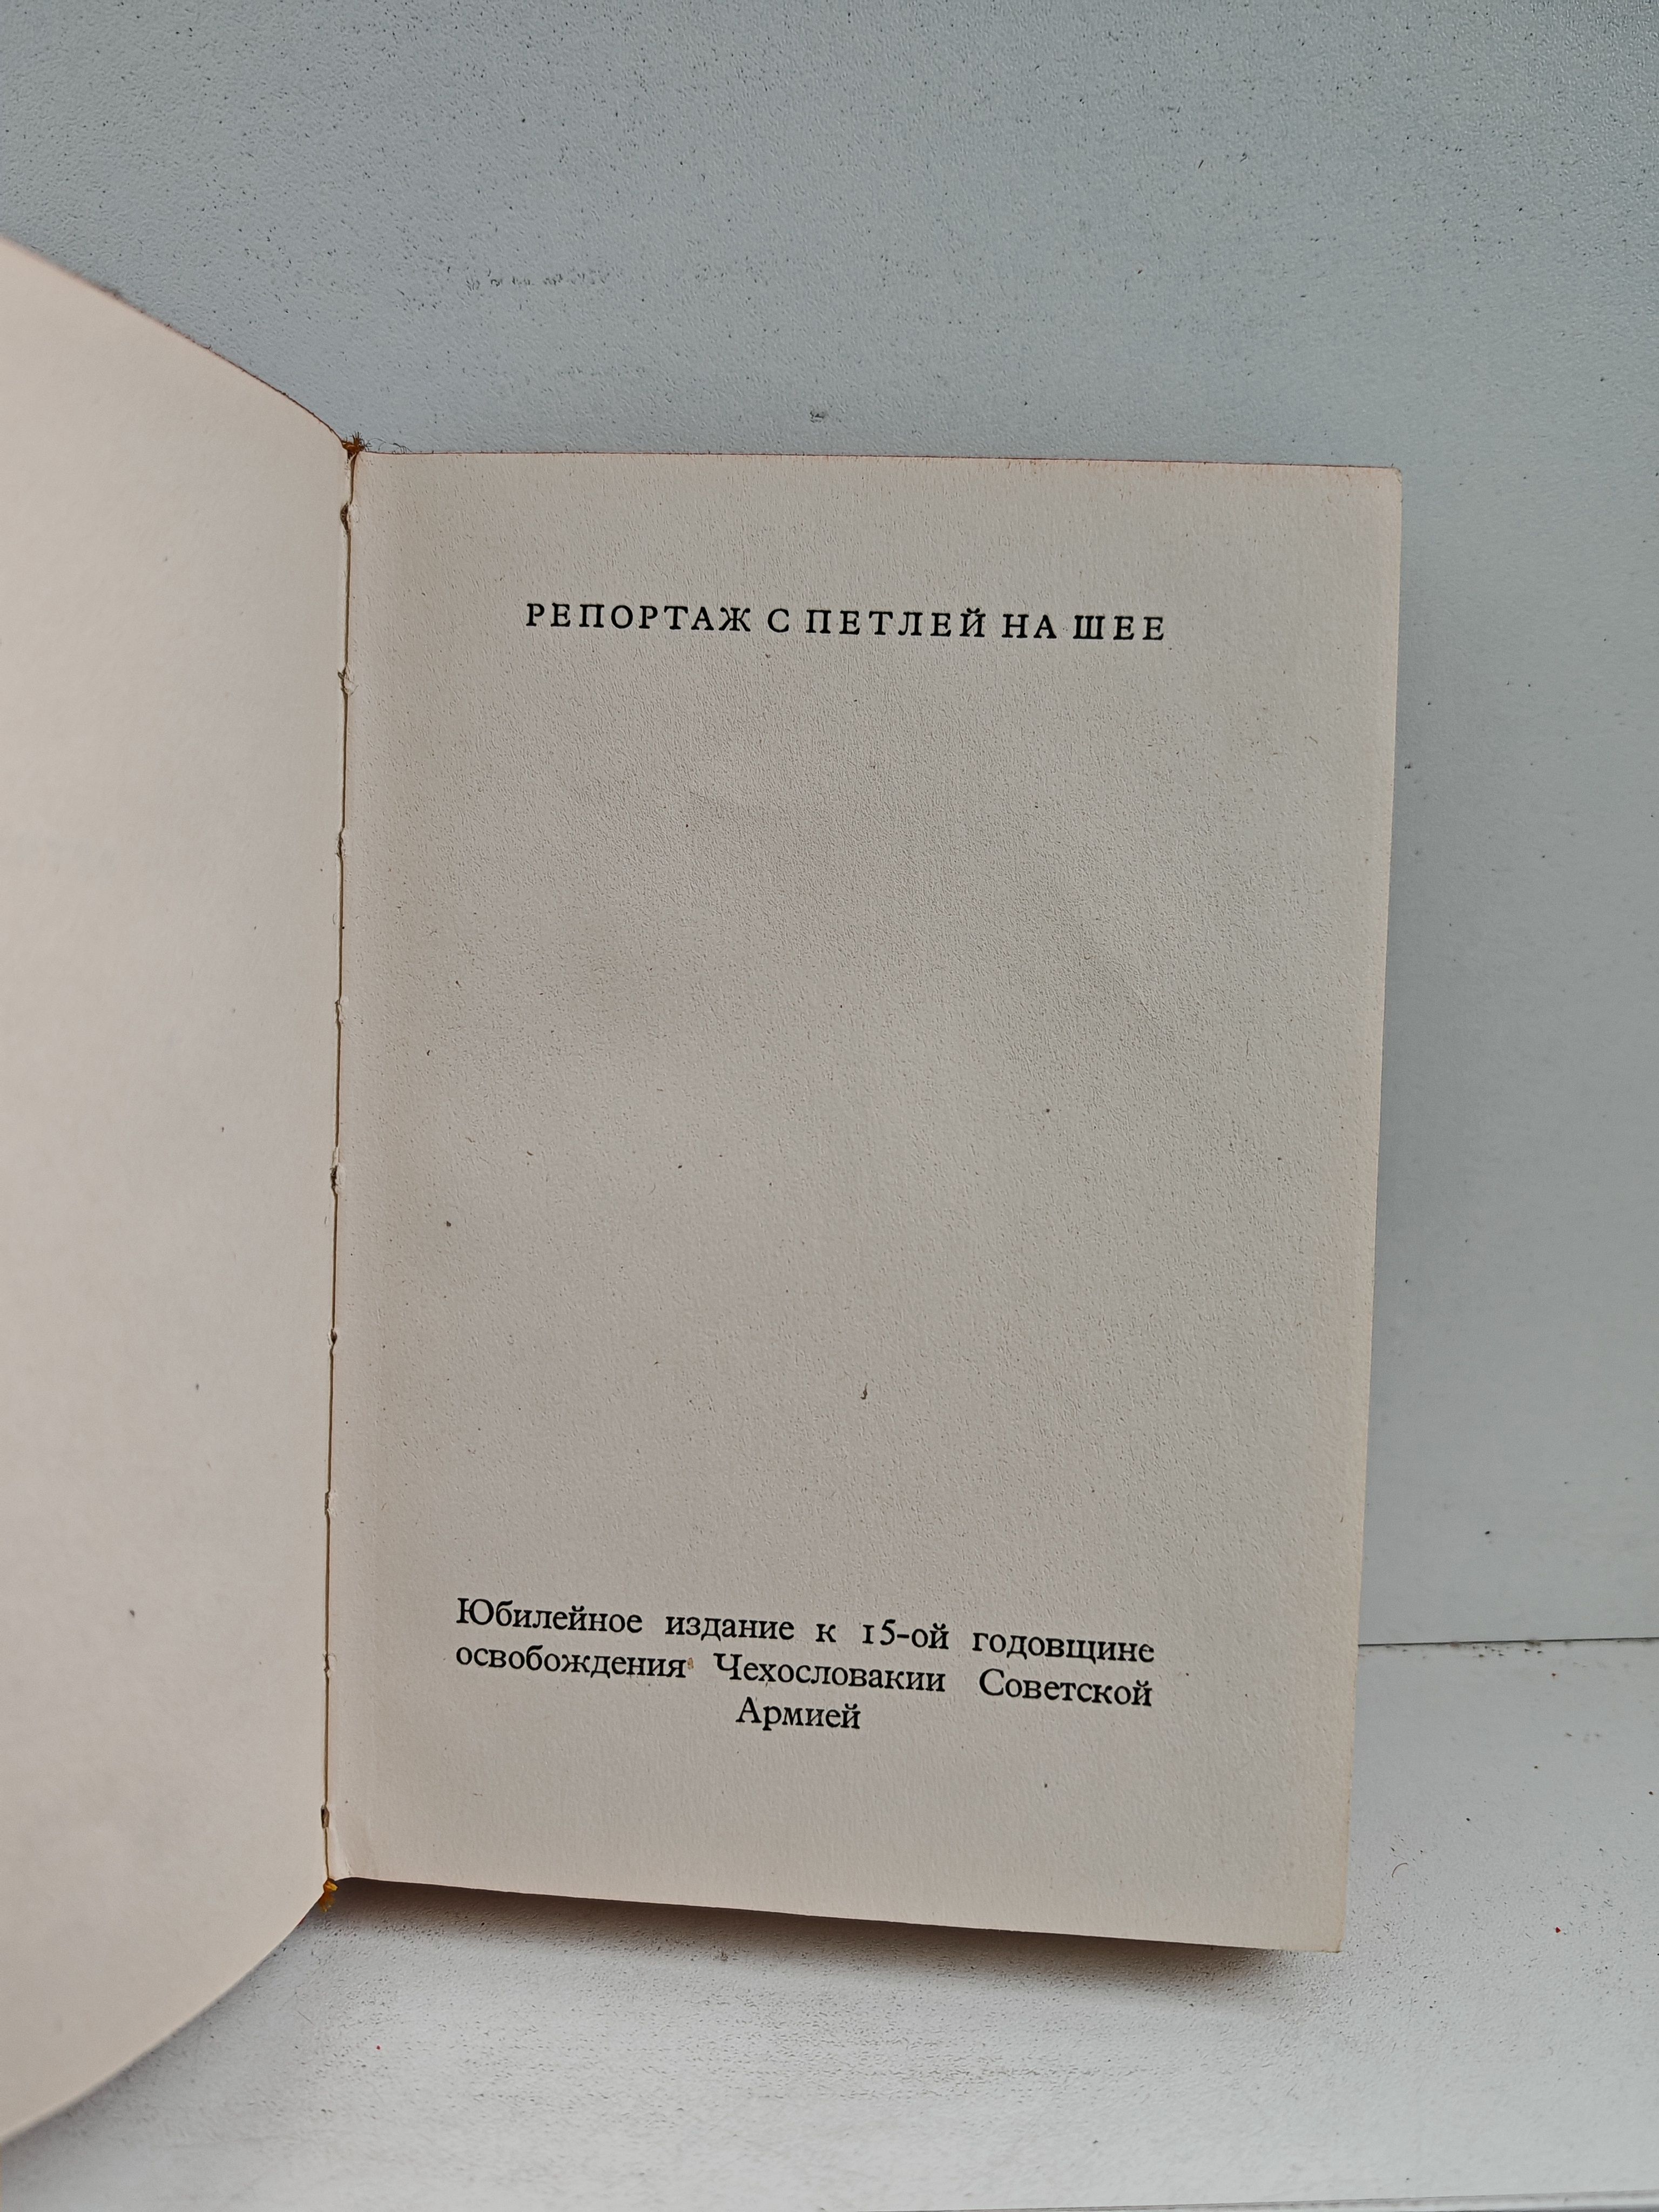 РЕПОРТАЖ С ПЕТЛЕЙ НА ШЕЕ
Юбилейное издание к 15-ой годовщине
освобождения Чехословакии Советской
Армией